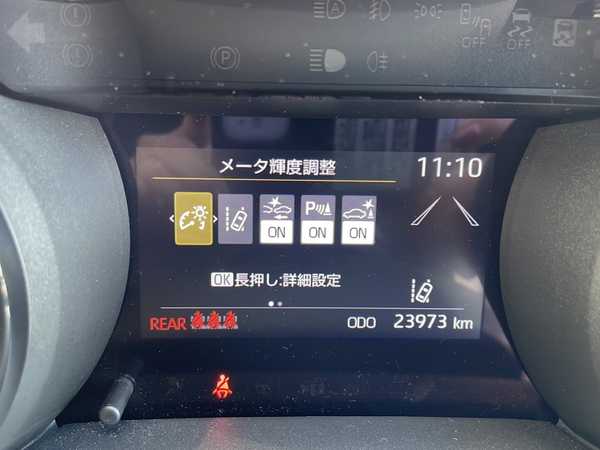 OFF
OFF
メータ輝度調整 11:10
P
ON ON ON
OK長押し:詳細設定
REAR ODO 23973 km